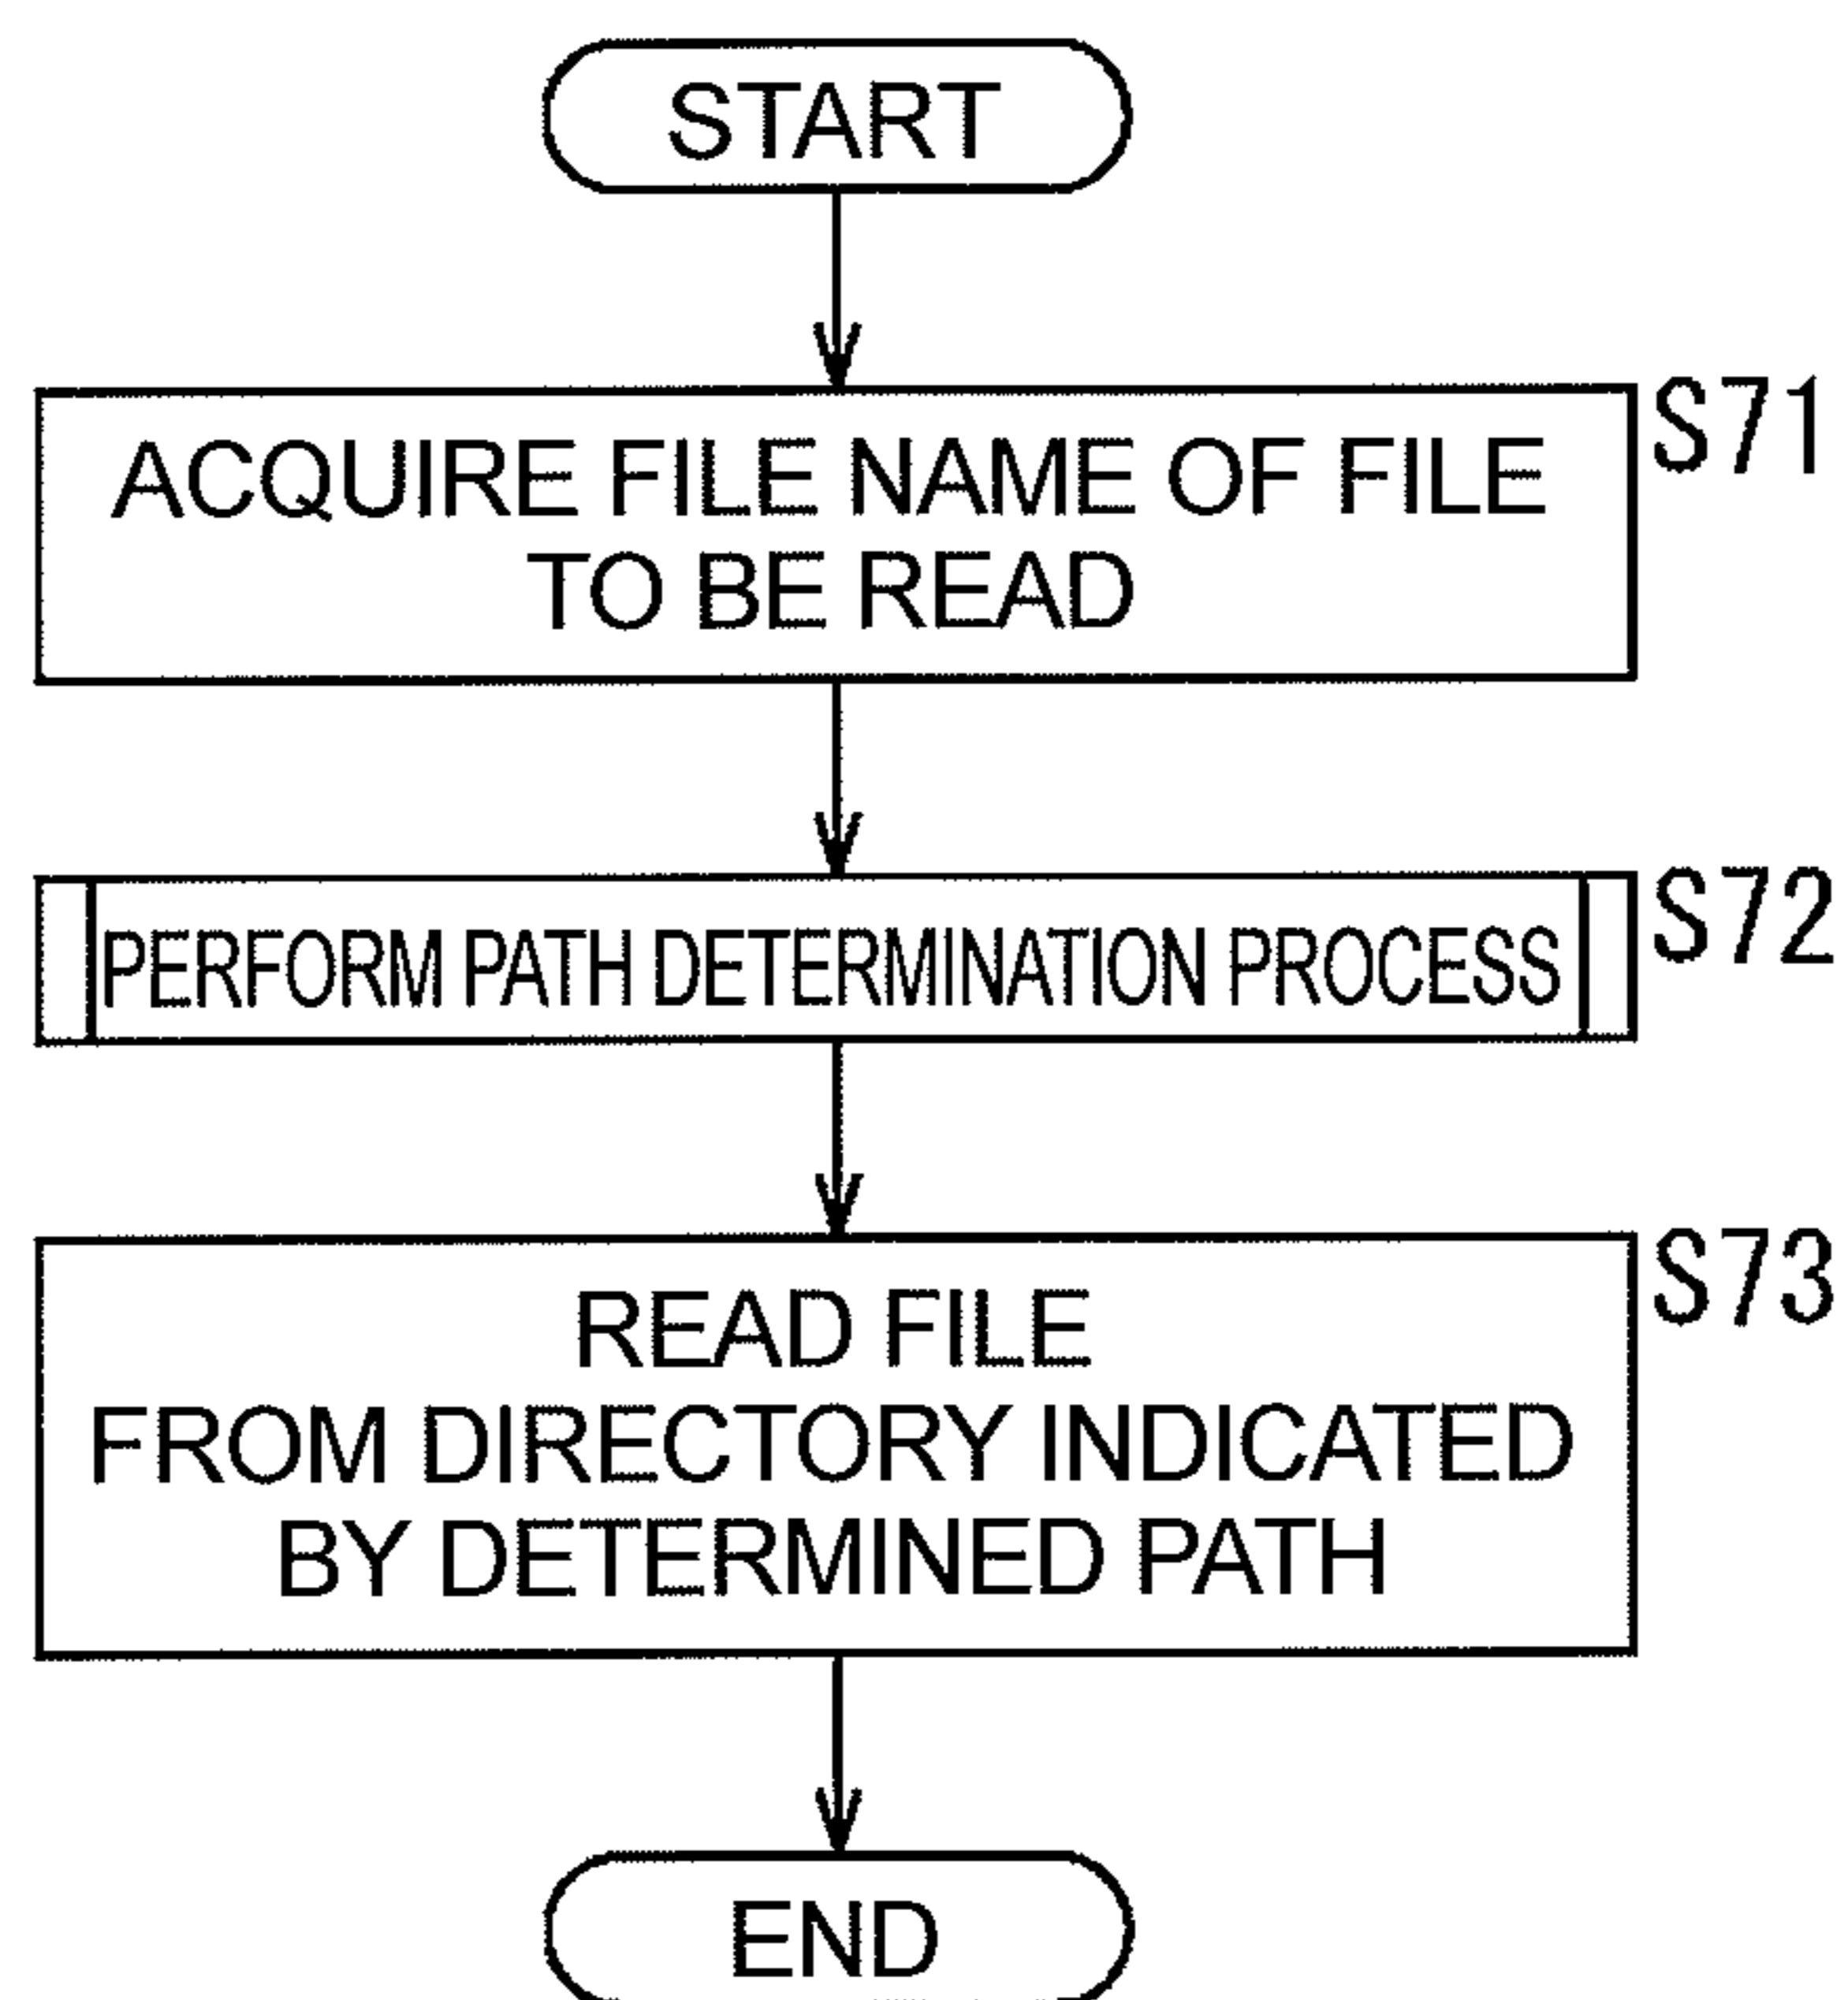 START
S71
ACQUIRE FILE NAME OF FILE
TO BE READ
S72
PERFORM PATH DETERMINATION PROCESS
S73
READ FILE
FROM DIRECTORY INDICATED
BY DETERMINED PATH
END